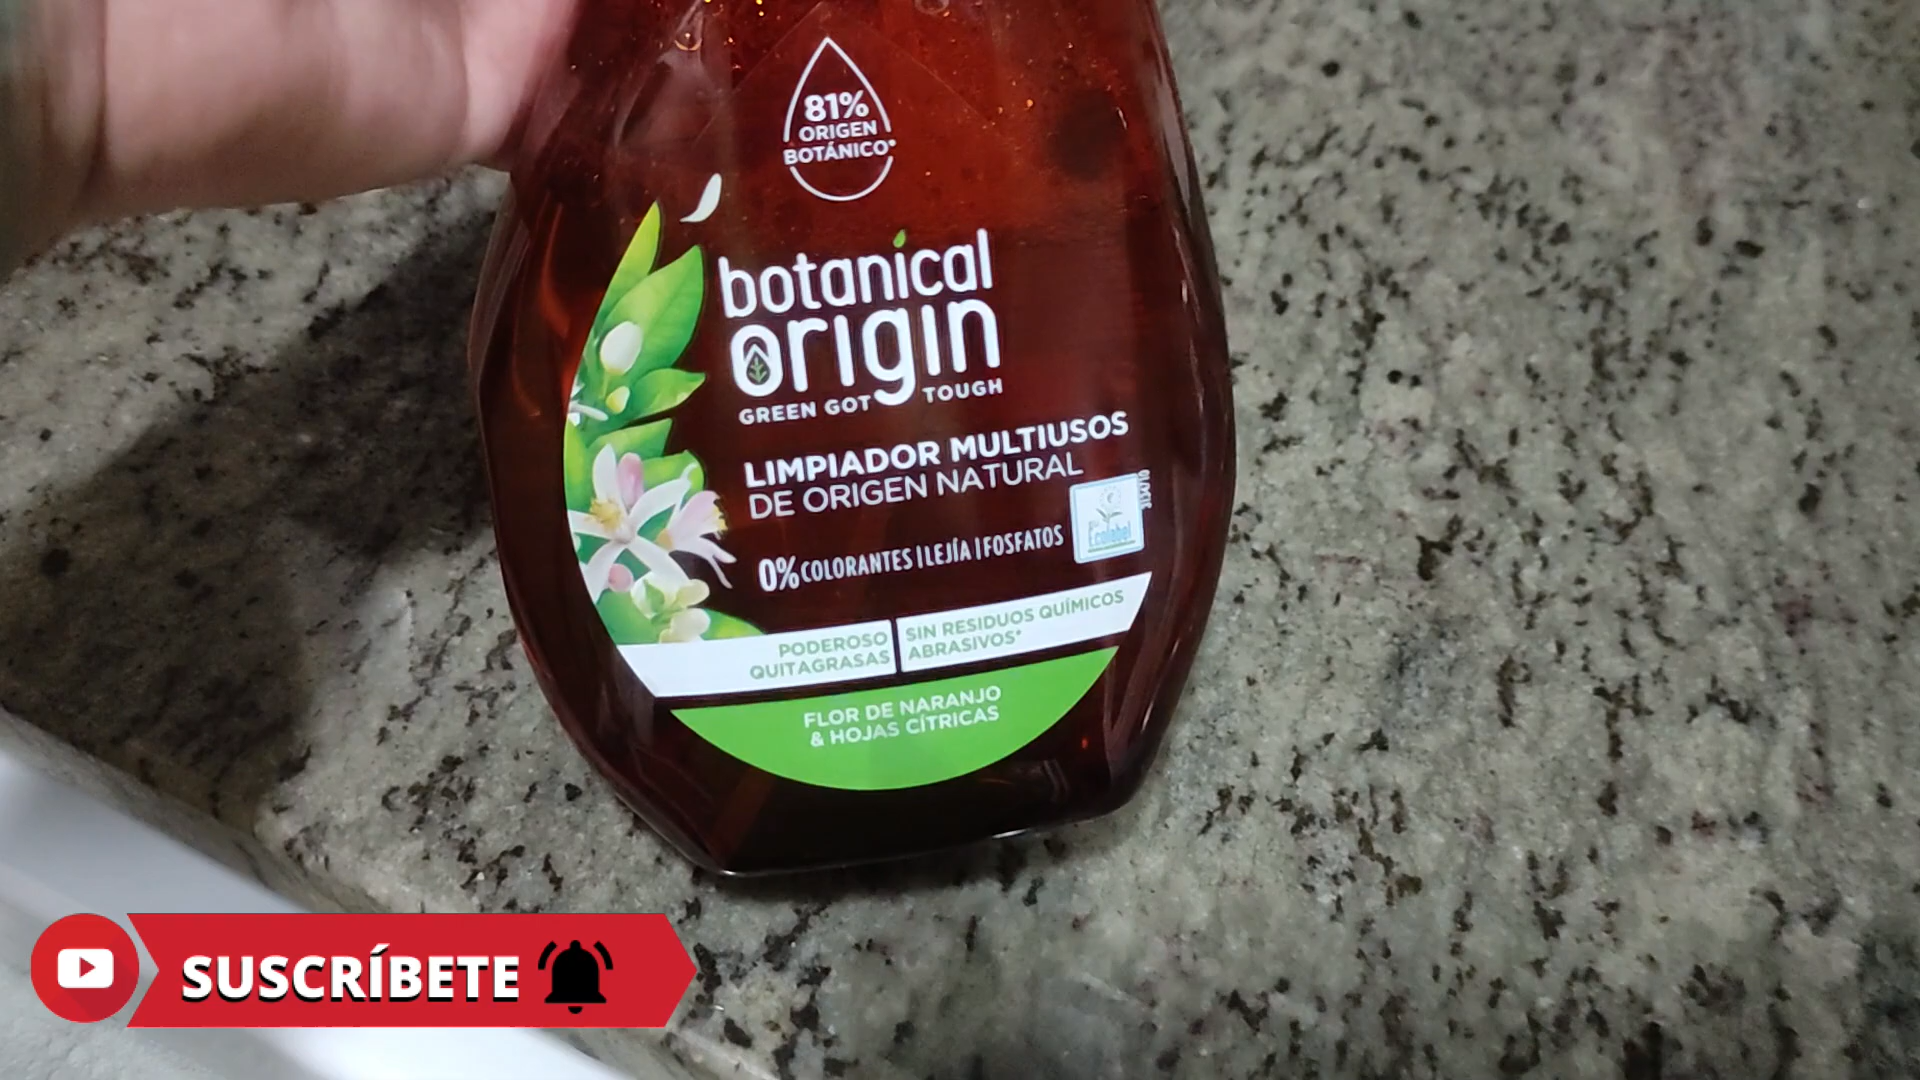 81%
ORIGEN
BOTÁNICO*
botanical
origin
GREEN GOT TOUGH
LIMPIADOR MULTIUSOS
DE ORIGEN NATURAL
Ecolabel
0% COLORANTES | LEJÍA | FOSFATOS
PODEROSO
QUITAGRASAS
SIN RESIDUOS QUÍMICOS
ABRASIVOS*
FLOR DE NARANJO
& HOJAS CÍTRICAS
SUSCRÍBETE